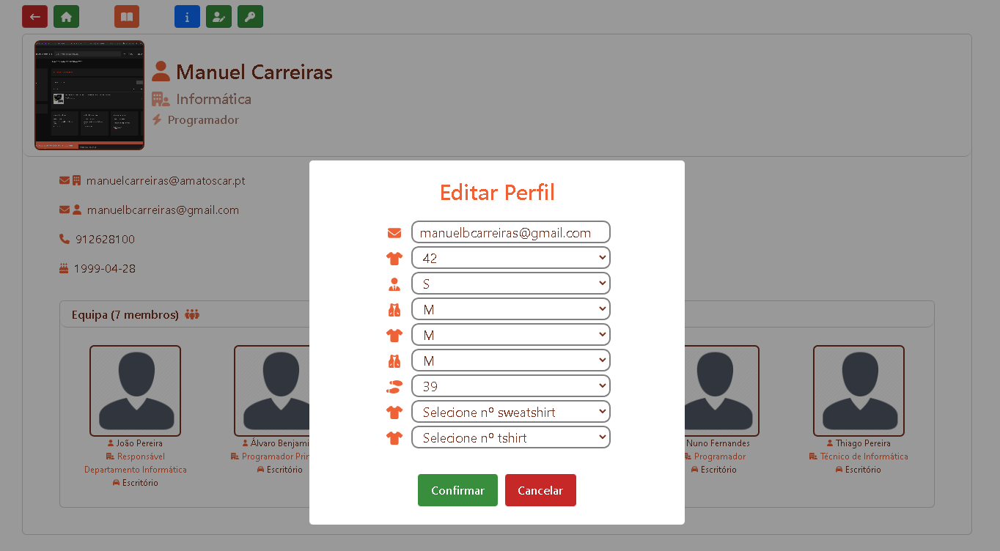 Manuel Carreiras
Informática
Programador
manuelcarreiras@amatoscar.pt
manuelbcarreiras@gmail.com
912628100
1999-04-28
Equipa (7 membros)
João Pereira
Responsável
Departamento Informática
Escritório
Álvaro Benjami
Programador Prin
Escritório
Nuno Fernandes
Programador
Escritório
Thiago Pereira
Técnico de Informática
Escritório
Editar Perfil
manuelbcarreiras@gmail.com
42
S
M
M
M
39
Selecione nº sweatshirt
Selecione nº tshirt
Confirmar Cancelar